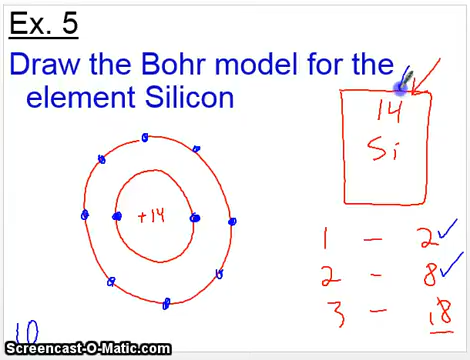 Ex. 5
Draw the Bohr model for the
element Silicon
14
Si
+14
1 - 2
2 - 8
3 - 18
10
Screencast-O-Matic.com